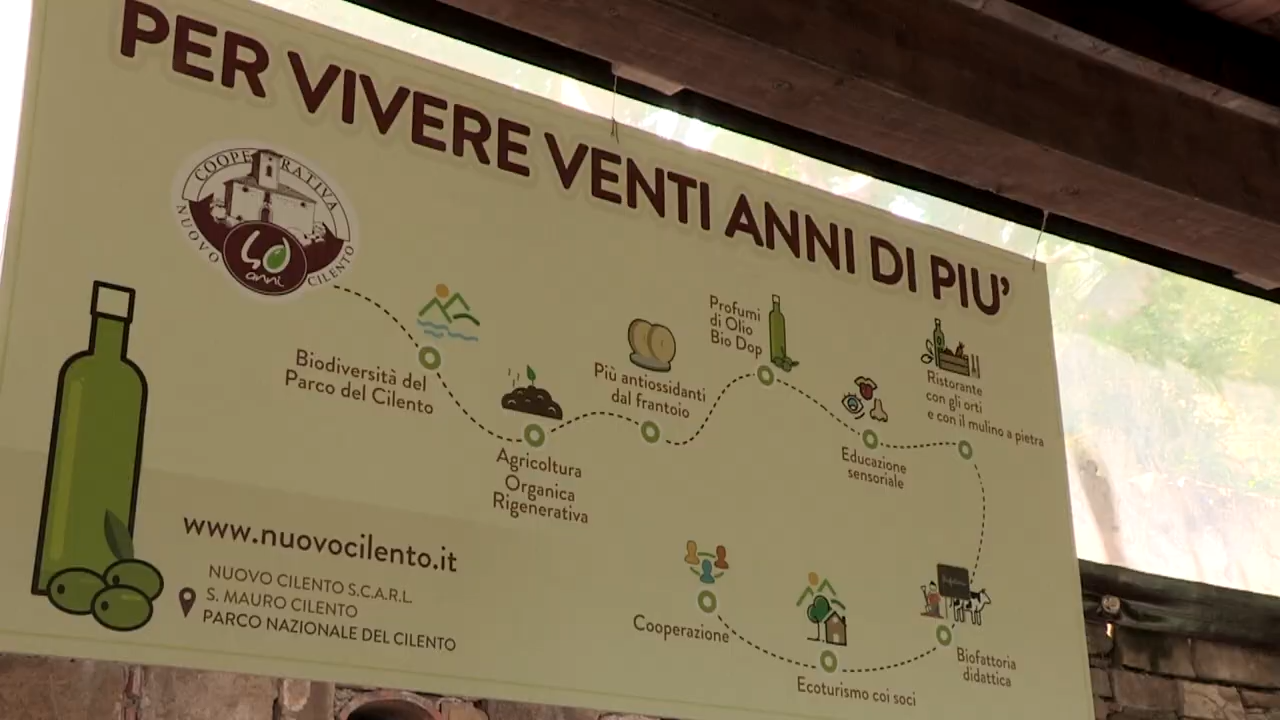 PER VIVERE VENTI ANNI DI PIU'
COOPERATIVA
NUOVO CILENTO
40
anni
Biodiversità del
Parco del Cilento
Agricoltura
Organica
Rigenerativa
Più antiossidanti
dal frantoio
Profumi
di Olio
Bio Dop
Educazione
sensoriale
Ristorante
con gli orti
e con il mulino a pietra
Biofattoria
didattica
Ecoturismo coi soci
Cooperazione
www.nuovocilento.it
NUOVO CILENTO S.C.A.R.L.
S. MAURO CILENTO
PARCO NAZIONALE DEL CILENTO